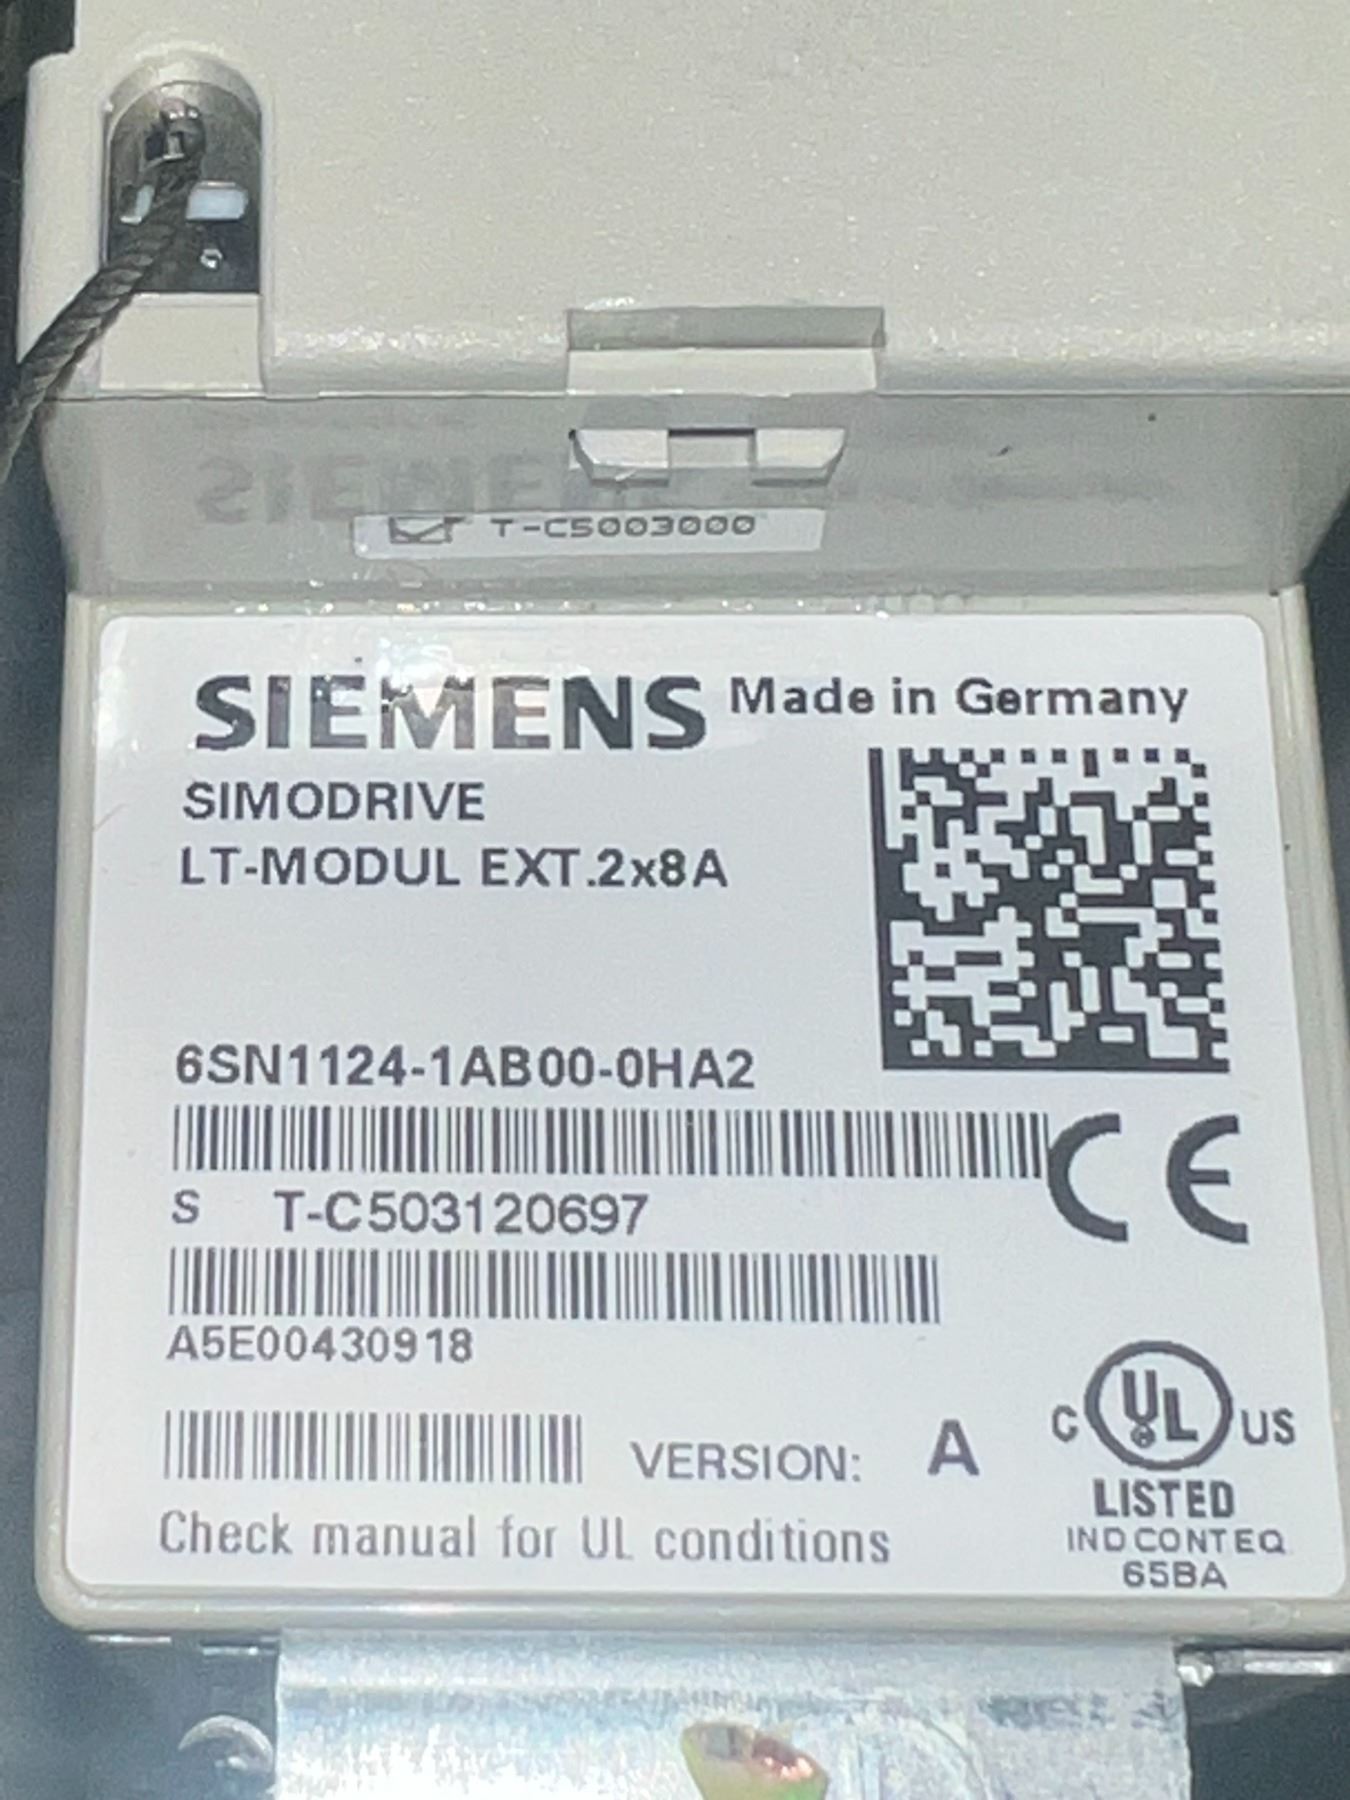 T-C5003000
SIEMENS Made in Germany
SIMODRIVE
LT-MODUL EXT.2x8A
6SN1124-1AB00-0HA2
CE
S T-C503120697
A5E00430918
VERSION: A
C UL US
LISTED
IND CONT EQ
65BA
Check manual for UL conditions